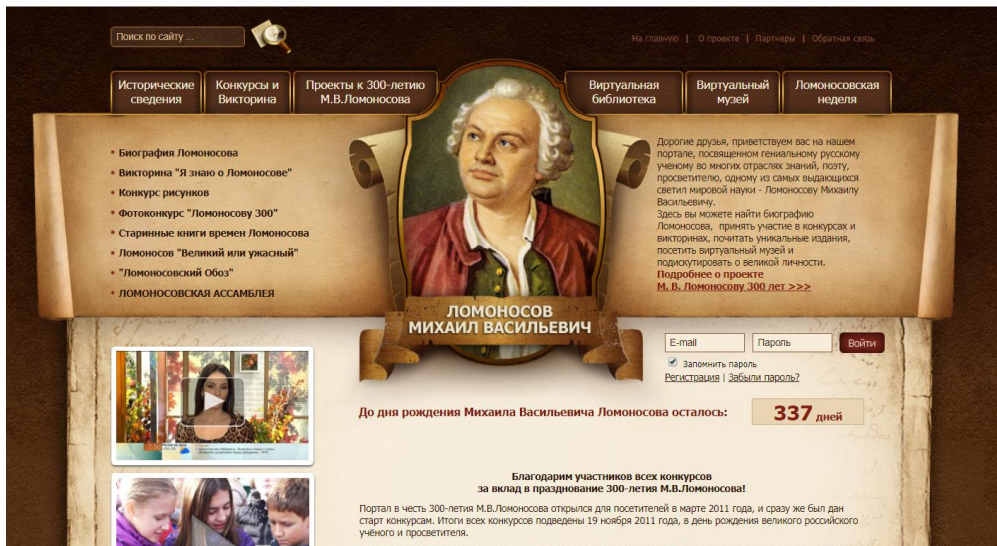 Поиск по сайту ...
На главную | О проекте | Партнеры | Обратная связь
Исторические
сведения
Конкурсы и
Викторина
Проекты к 300-летию
М.В.Ломоносова
Виртуальная
библиотека
Виртуальный
музей
Ломоносовская
неделя
• Биография Ломоносова
• Викторина "Я знаю о Ломоносове"
• Конкурс рисунков
• Фотоконкурс "Ломоносову 300"
• Старинные книги времен Ломоносова
• Ломоносов "Великий или ужасный"
• "Ломоносовский Обоз"
• ЛОМОНОСОВСКАЯ АССАМБЛЕЯ
ЛОМОНОСОВ
МИХАИЛ ВАСИЛЬЕВИЧ
Дорогие друзья, приветствуем вас на нашем
портале, посвященном гениальному русскому
ученому во многих отраслях знаний, поэту,
просветителю, одному из самых выдающихся
светил мировой науки - Ломоносову Михаилу
Васильевичу.
Здесь вы можете найти биографию
Ломоносова, принять участие в конкурсах и
викторинах, почитать уникальные издания,
посетить виртуальный музей и
подискутировать о великой личности.
Подробнее о проекте
М. В. Ломоносову 300 лет >>>
E-mail
Пароль
Войти
Запомнить пароль
Регистрация | Забыли пароль?
До дня рождения Михаила Васильевича Ломоносова осталось:
337 дней
Благодарим участников всех конкурсов
за вклад в празднование 300-летия М.В.Ломоносова!
Портал в честь 300-летия М.В.Ломоносова открылся для посетителей в марте 2011 года, и сразу же был дан
старт конкурсам. Итоги всех конкурсов подведены 19 ноября 2011 года, в день рождения великого российского
учёного и просветителя.